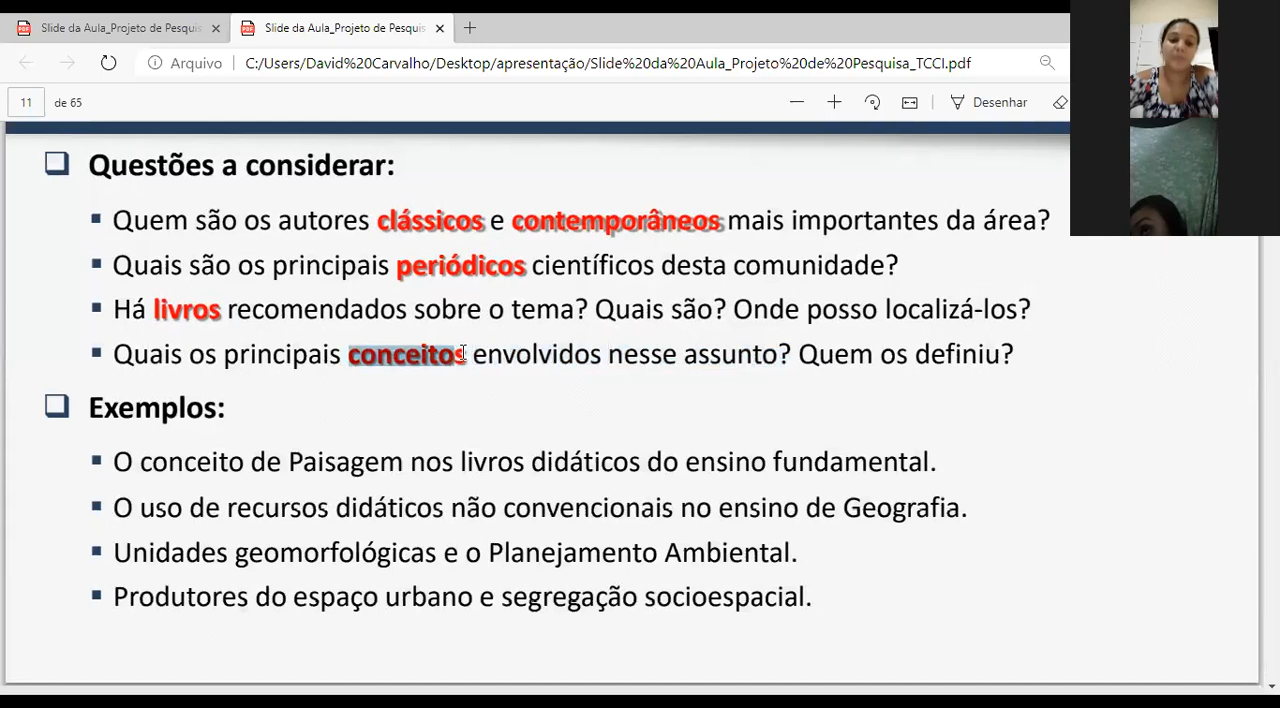 Slide da Aula_Projeto de Pesquis
Slide da Aula_Projeto de Pesquis
Arquivo
C:/Users/David%20Carvalho/Desktop/apresentação/Slide%20da%20Aula_Projeto%20de%20Pesquisa_TCCI.pdf
11 de 65
Desenhar
Questões a considerar:
Quem são os autores clássicos e contemporâneos mais importantes da área?
Quais são os principais periódicos científicos desta comunidade?
Há livros recomendados sobre o tema? Quais são? Onde posso localizá-los?
Quais os principais conceitos envolvidos nesse assunto? Quem os definiu?
Exemplos:
O conceito de Paisagem nos livros didáticos do ensino fundamental.
O uso de recursos didáticos não convencionais no ensino de Geografia.
Unidades geomorfológicas e o Planejamento Ambiental.
Produtores do espaço urbano e segregação socioespacial.